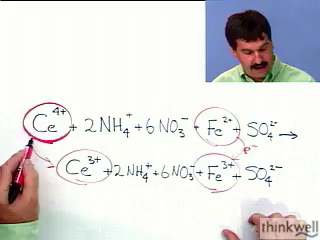 Ce⁴⁺ + 2NH₄⁺ + 6NO₃⁻ + Fe²⁺ + SO₄²⁻ →
e⁻
Ce³⁺ + 2NH₄⁺ + 6NO₃⁻ + Fe³⁺ + SO₄²⁻
thinkwell